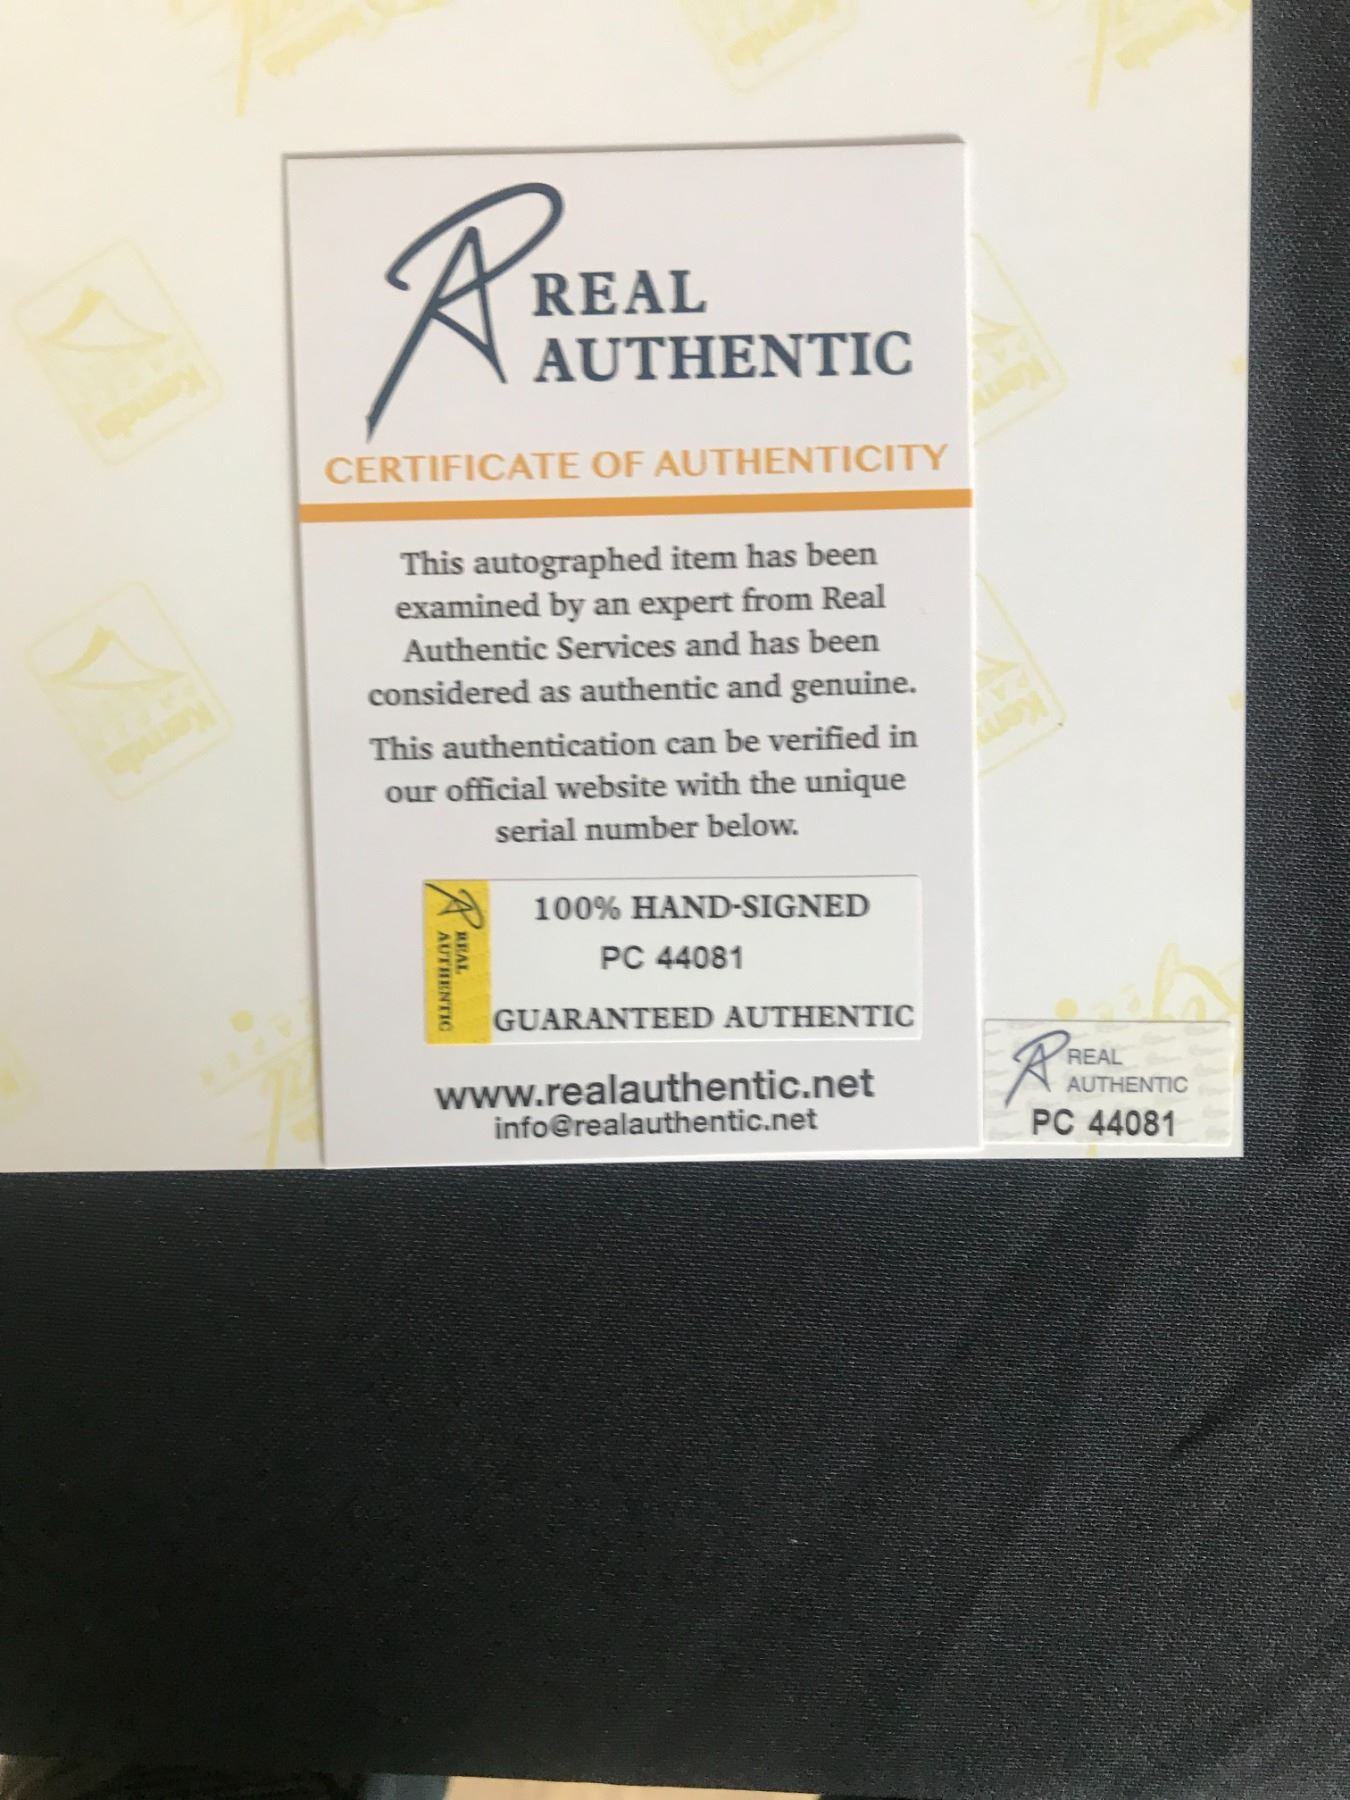 REAL
AUTHENTIC
CERTIFICATE OF AUTHENTICITY
This autographed item has been
examined by an expert from Real
Authentic Services and has been
considered as authentic and genuine.
This authentication can be verified in
our official website with the unique
serial number below.
REAL
AUTHENTIC
100% HAND-SIGNED
PC 44081
GUARANTEED AUTHENTIC
www.realauthentic.net
info@realauthentic.net
REAL
AUTHENTIC
PC 44081